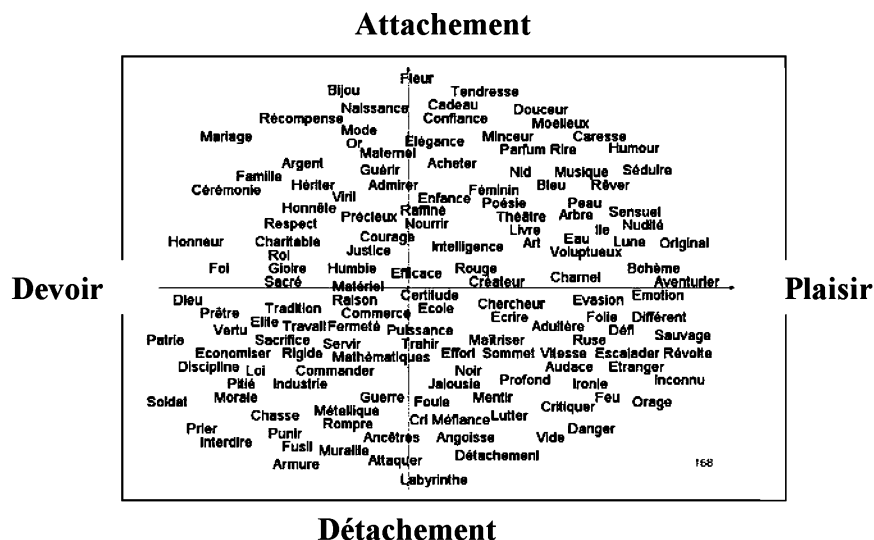 Attachement
Fleur
Bijou Tendresse
Naissance Cadeau Douceur
Récompense Confiance Moelleux
Mariage Mode Elégance Minceur Caresse
Or Parfum Rire Humour
Maternel
Argent Guérir Acheter
Famille Nid Musique Séduire
Cérémonie Hériter Admirer Féminin Bleu Rêver
Viril Enfance Poésie Peau
Honnête Précieux Raffiné Théâtre Arbre Sensuel
Respect Nourrir Livre Ile Nudité
Honneur Charitable Courage Intelligence Art Eau Lune Original
Roi Justice Voluptueux
Foi Gloire Humble Efficace Rouge Bohème
Sacré Matériel Créateur Charnel Aventurier
Devoir Plaisir
Dieu Raison Certitude Chercheur Evasion Emotion
Prêtre Tradition Commerce Ecole Ecrire Folie Différent
Vertu Elite Travail Fermeté Puissance Adultère Défi
Patrie Sacrifice Servir Trahir Maîtriser Ruse Sauvage
Economiser Rigide Mathématiques Effort Sommet Vitesse Escalader Révolte
Discipline Loi Commander Noir Audace Etranger
Pitié Industrie Jalousie Profond Ironie Inconnu
Soldat Morale Guerre Foule Mentir Critiquer Feu Orage
Chasse Métallique Cri Méfiance Lutter
Prier Rompre Danger
Interdire Punir Ancêtres Angoisse Vide
Fusil Muraille Détachement
Armure Attaquer 168
Labyrinthe
Détachement